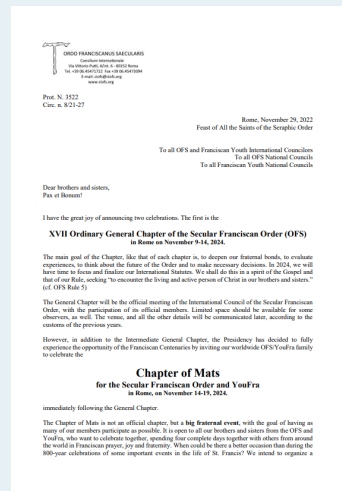 ORDO FRANCISCANUS SAECULARIS
Consilium Internationale
Via Vittorio Putti, 4/int. 6 - 00152 Roma
Tel. +39 06.45471722 Fax +39 06.45473094
E-mail: ciofs@ciofs.org
www.ciofs.org
Prot. N. 3522
Circ. n. 8/21-27
Rome, November 29, 2022
Feast of All the Saints of the Seraphic Order
To all OFS and Franciscan Youth International Councilors
To all OFS National Councils
To all Franciscan Youth National Councils
Dear brothers and sisters,
Pax et Bonum!
I have the great joy of announcing two celebrations. The first is the
XVII Ordinary General Chapter of the Secular Franciscan Order (OFS)
in Rome on November 9-14, 2024.
The main goal of the Chapter, like that of each chapter is, to deepen our fraternal bonds, to evaluate
experiences, to think about the future of the Order and to make necessary decisions. In 2024, we will
have time to focus and finalize our International Statutes. We shall do this in a spirit of the Gospel and
that of our Rule, seeking "to encounter the living and active person of Christ in our brothers and sisters."
(cf. OFS Rule 5)
The General Chapter will be the official meeting of the International Council of the Secular Franciscan
Order, with the participation of its official members. Limited space should be available for some
observers, as well. The venue, and all the other details will be communicated later, according to the
customs of the previous years.
However, in addition to the Intermediate General Chapter, the Presidency has decided to fully
experience the opportunity of the Franciscan Centenaries by inviting our worldwide OFS/YouFra family
to celebrate the
Chapter of Mats
for the Secular Franciscan Order and YouFra
in Rome, on November 14-19, 2024.
immediately following the General Chapter.
The Chapter of Mats is not an official chapter, but a big fraternal event, with the goal of having as
many of our members participate as possible. It is open to all our brothers and sisters from the OFS and
YouFra, who want to celebrate together, spending four complete days together with others from around
the world in Franciscan prayer, joy and fraternity. When could there be a better occasion than during the
800-year celebrations of some important events in the life of St. Francis? We intend to organize a